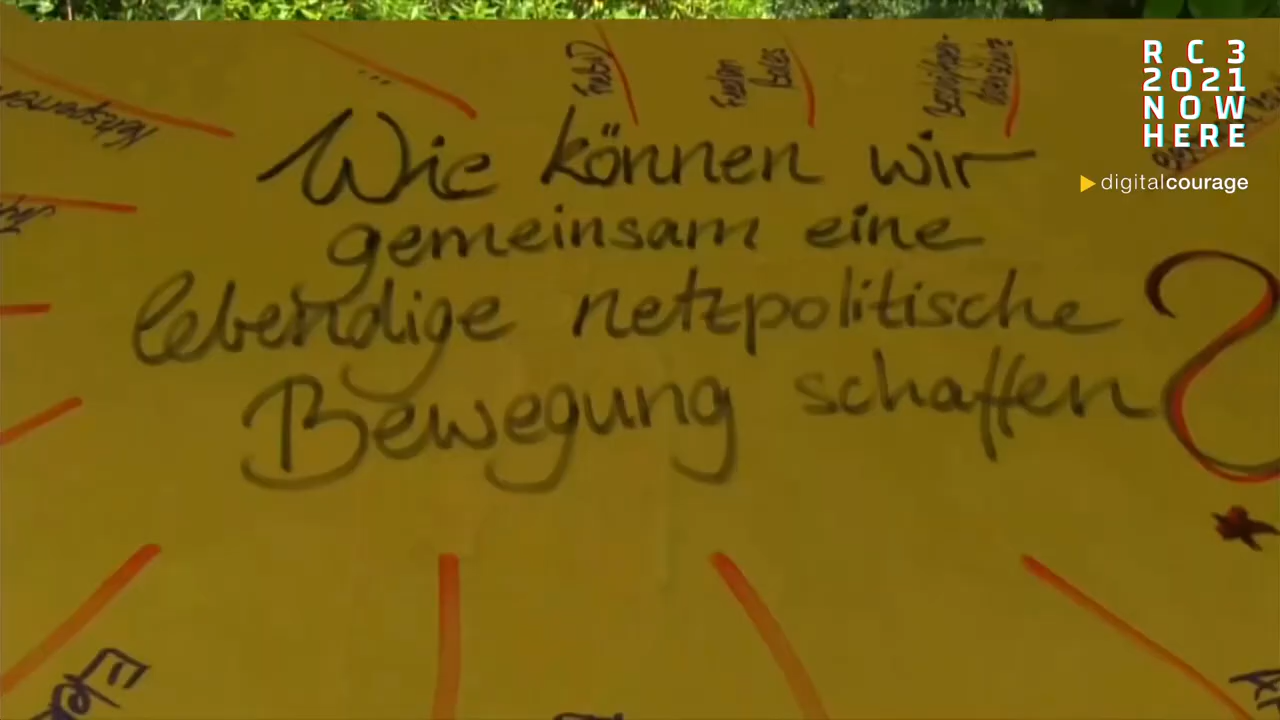 RC3
2021
NOW
HERE
digitalcourage
Wie können wir
gemeinsam eine
lebendige netzpolitische
Bewegung schaffen?